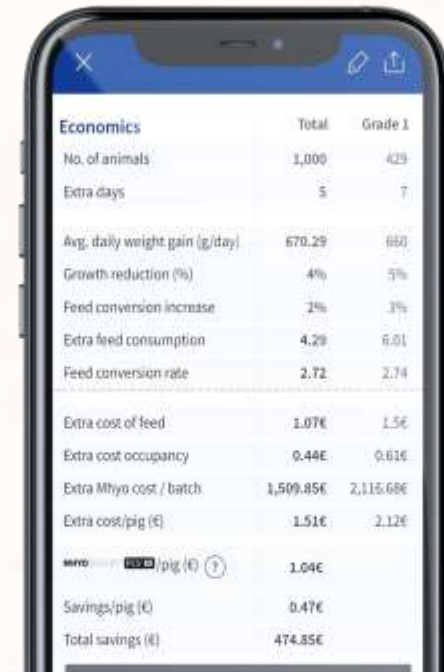 Economics Total Grade 1
No. of animals 1,000 429
Extra days 5 7
Avg. daily weight gain (g/day) 670.29 660
Growth reduction (%) 4% 5%
Feed conversion increase 2% 3%
Extra feed consumption 4.29 6.01
Feed conversion rate 2.72 2.74
Extra cost of feed 1.07€ 1.5€
Extra cost occupancy 0.44€ 0.61€
Extra Mhyo cost / batch 1,509.85€ 2,116.68€
Extra cost/pig (€) 1.51€ 2.12€
MHYO /pig (€) ? 1.04€
Savings/pig (€) 0.47€
Total savings (€) 474.85€